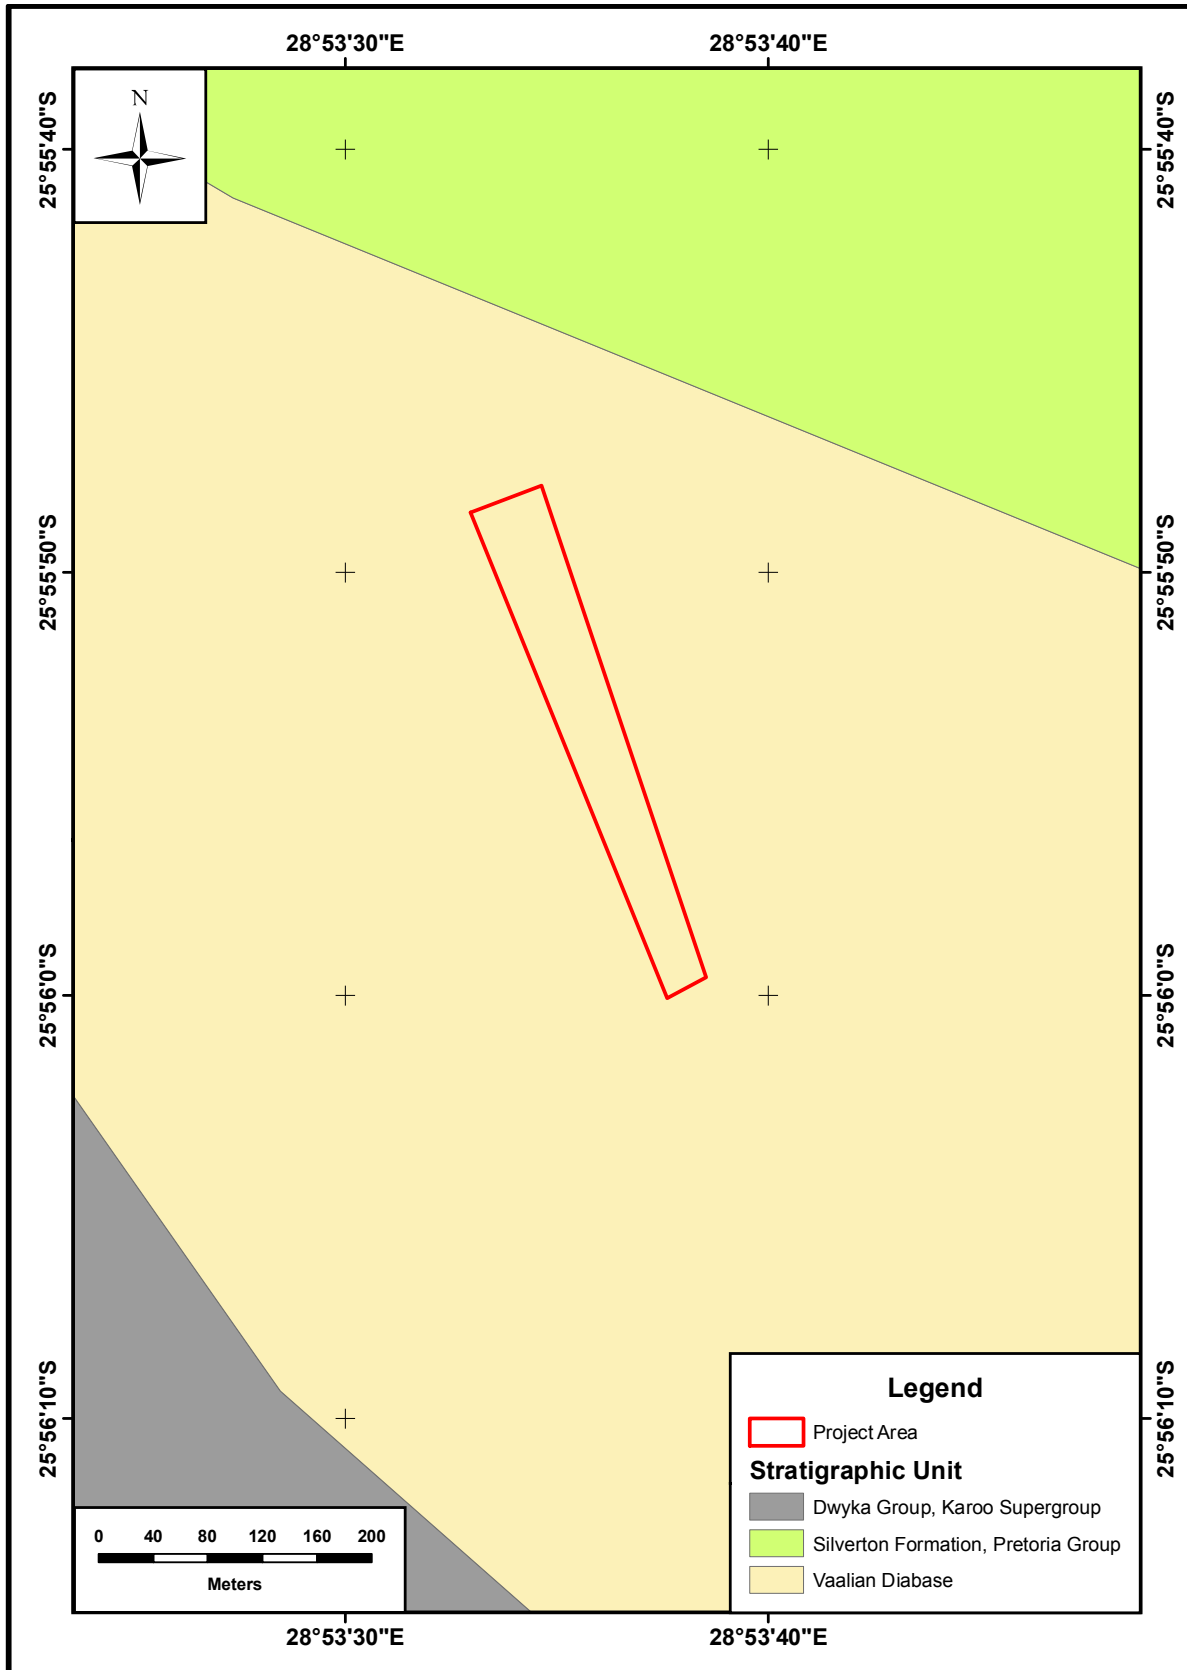 28°53'30"E
28°53'40"E
N
25°55'40"S
25°55'40"S
25°55'50"S
25°55'50"S
25°56'0"S
25°56'0"S
25°56'10"S
25°56'10"S
Legend
Project Area
Stratigraphic Unit
Dwyka Group, Karoo Supergroup
Silverton Formation, Pretoria Group
Vaalian Diabase
0 40 80 120 160 200
Meters
28°53'30"E
28°53'40"E